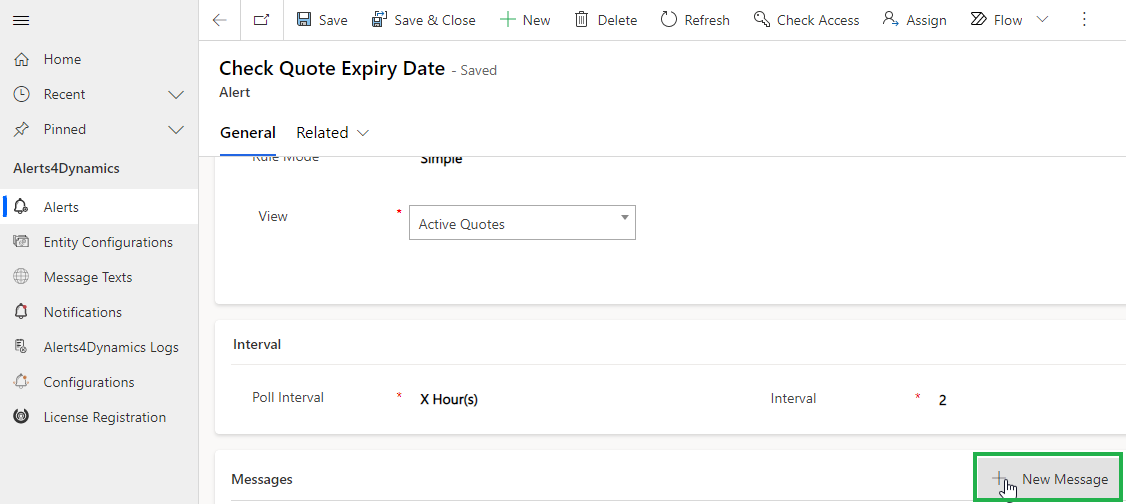 Save
Save & Close
New
Delete
Refresh
Check Access
Assign
Flow
Home
Recent
Pinned
Alerts4Dynamics
Alerts
Entity Configurations
Message Texts
Notifications
Alerts4Dynamics Logs
Configurations
License Registration
Check Quote Expiry Date - Saved
Alert
General Related
Rule Mode Simple
View * Active Quotes
Interval
Poll Interval * X Hour(s) Interval * 2
Messages New Message